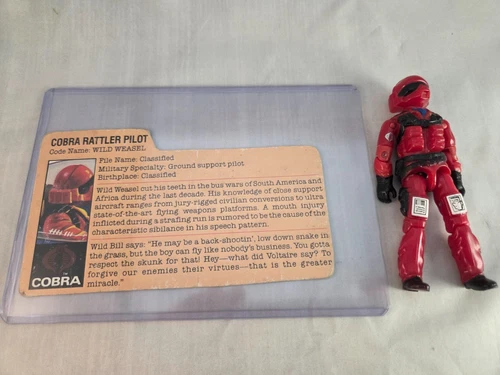 COBRA RATTLER PILOT
Code Name: WILD WEASEL
File Name: Classified
Military Specialty: Ground support pilot
Birthplace: Classified
Wild Weasel cut his teeth in the bus wars of South America and
Africa during the last decade. His knowledge of close support
aircraft ranges from jury-rigged civilian conversions to ultra
state-of-the-art flying weapons platforms. A mouth injury
inflicted during a strafing run is rumored to be the cause of the
characteristic sibilance in his speech pattern.
Wild Bill says: "He may be a back-shootin', low down snake in
the grass, but the boy can fly like nobody's business. You gotta
respect the skunk for that! Hey—what did Voltaire say? To
forgive our enemies their virtues—that is the greater
miracle."
COBRA